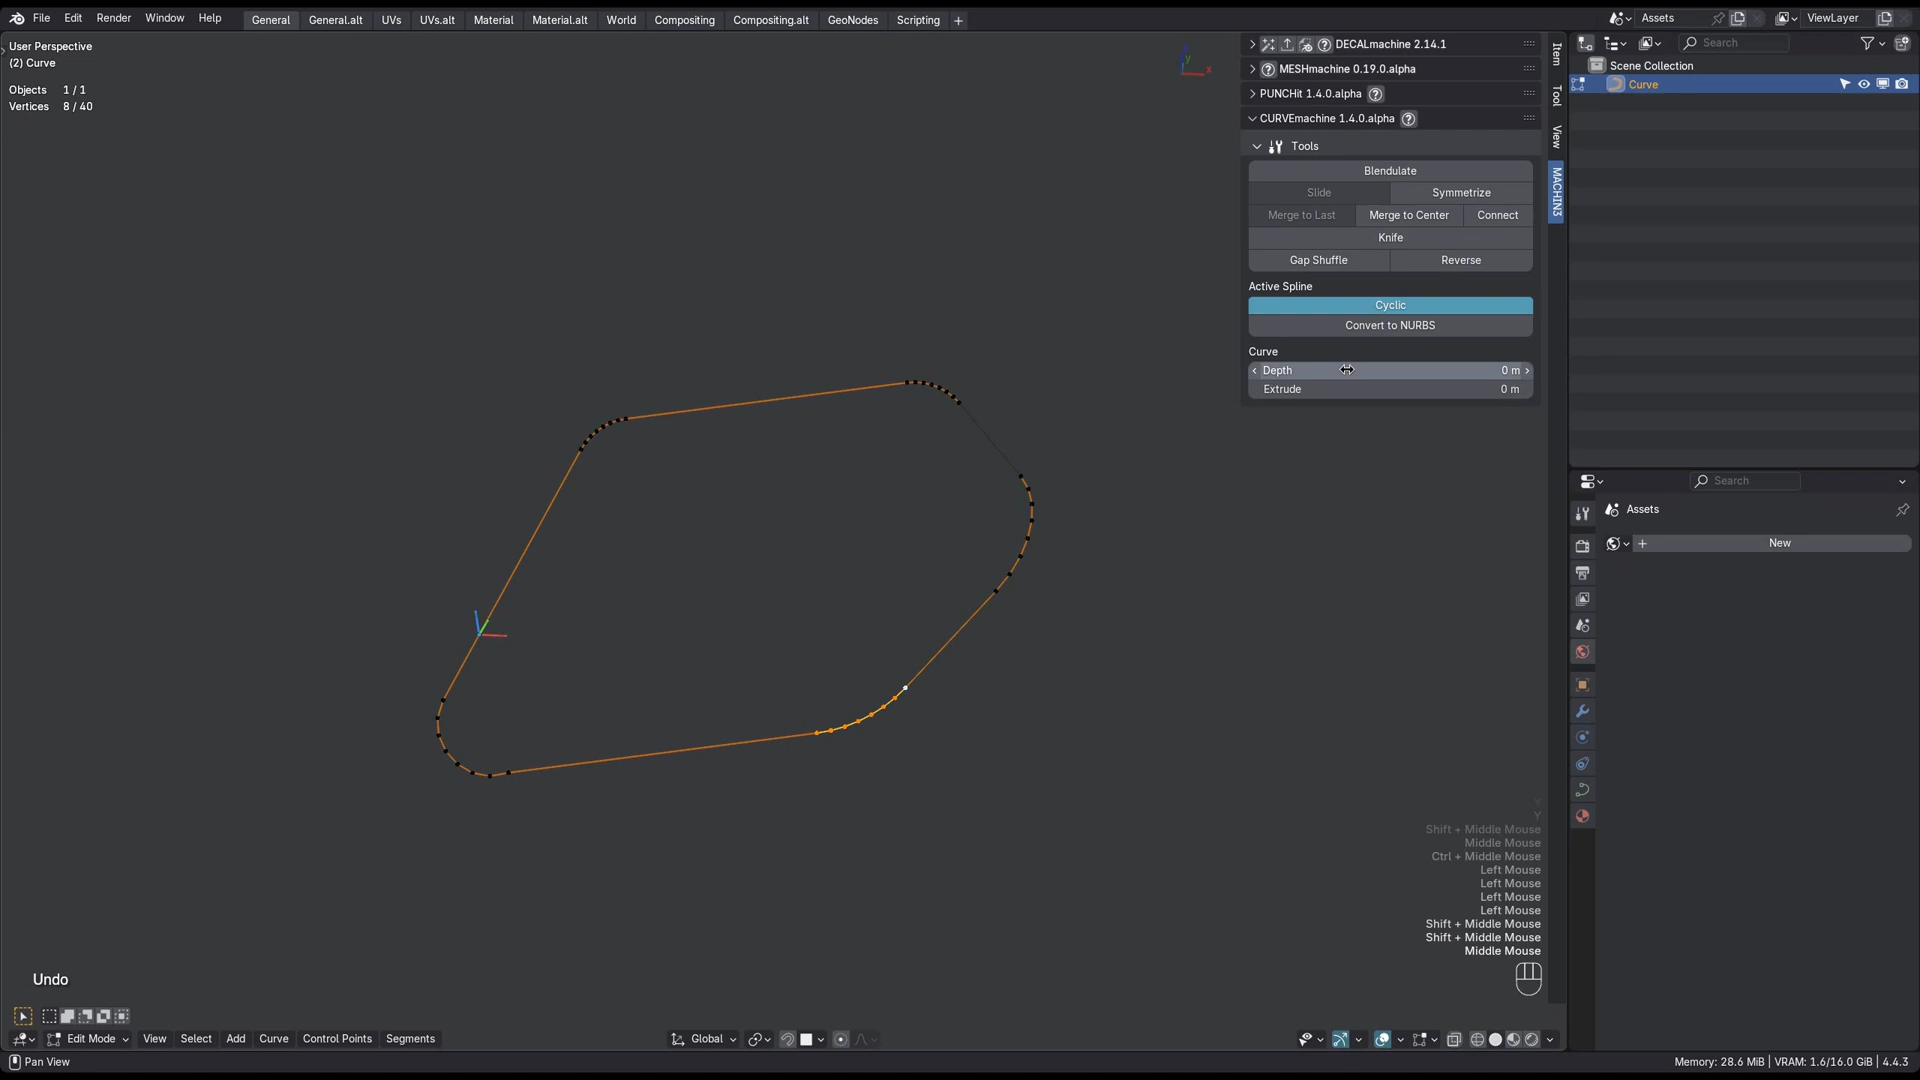 File Edit Render Window Help
General General.alt UVs UVs.alt Material Material.alt World Compositing Compositing.alt GeoNodes Scripting +
Assets
ViewLayer
User Perspective
(2) Curve
Objects 1 / 1
Vertices 8 / 40
y
x
DECALmachine 2.14.1
MESHmachine 0.19.0.alpha
PUNCHit 1.4.0.alpha
CURVEmachine 1.4.0.alpha
Tools
Blendulate
Slide Symmetrize
Merge to Last Merge to Center Connect
Knife
Gap Shuffle Reverse
Active Spline
Cyclic
Convert to NURBS
Curve
Depth 0 m
Extrude 0 m
Item
Tool
View
MACHIN3
Search
Scene Collection
Curve
Search
Assets
New
Y
Y
Shift + Middle Mouse
Middle Mouse
Ctrl + Middle Mouse
Left Mouse
Left Mouse
Left Mouse
Left Mouse
Shift + Middle Mouse
Shift + Middle Mouse
Middle Mouse
Undo
Edit Mode View Select Add Curve Control Points Segments
Global
Pan View
Memory: 28.6 MiB | VRAM: 1.6/16.0 GiB | 4.4.3